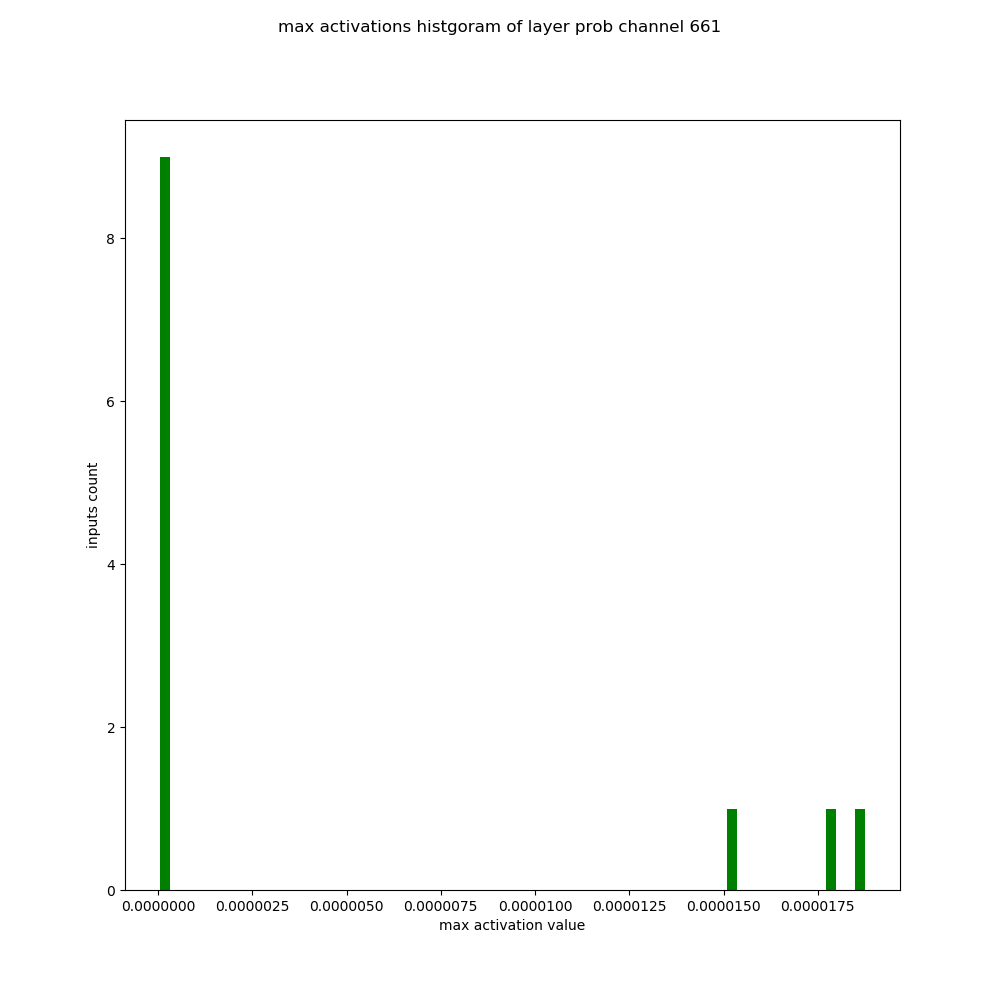 max activations histgoram of layer prob channel 661
8
6
4
2
0
inputs count
0.0000000 0.0000025 0.0000050 0.0000075 0.0000100 0.0000125 0.0000150 0.0000175
max activation value